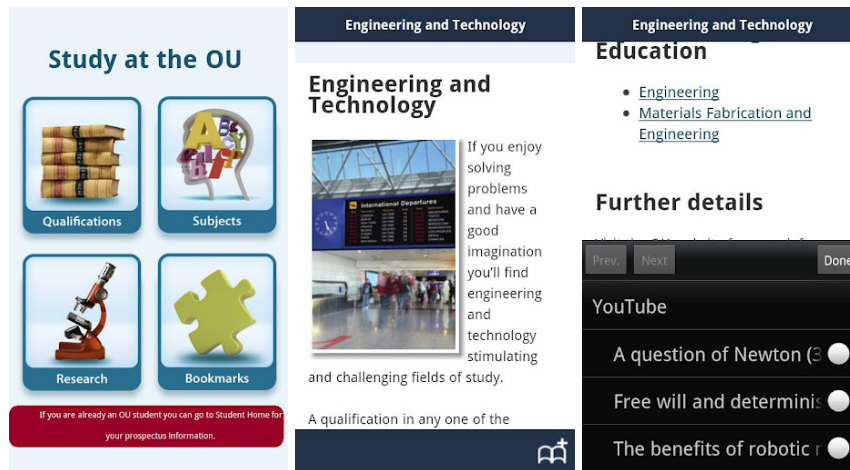 Study at the OU
Qualifications
Subjects
Research
Bookmarks
If you are already an OU student you can go to Student Home for
your prospectus information.
Engineering and Technology
Engineering and
Technology
International Departures
If you enjoy
solving
problems
and have a
good
imagination
you'll find
engineering
and
technology
stimulating
and challenging fields of study.
A qualification in any one of the
Engineering and Technology
Education
Engineering
Materials Fabrication and
Engineering
Further details
Prev.
Next
Done
YouTube
A question of Newton (3
Free will and determinis
The benefits of robotic